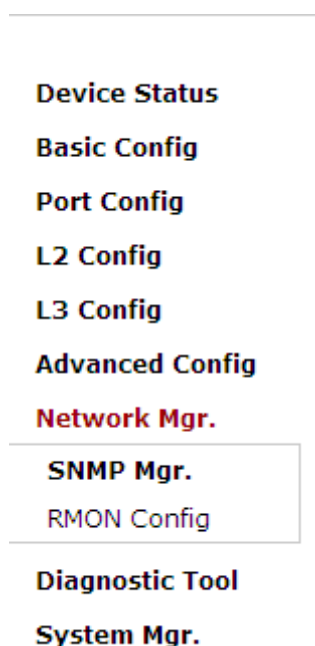 Device Status
Basic Config
Port Config
L2 Config
L3 Config
Advanced Config
Network Mgr.
SNMP Mgr.
RMON Config
Diagnostic Tool
System Mgr.